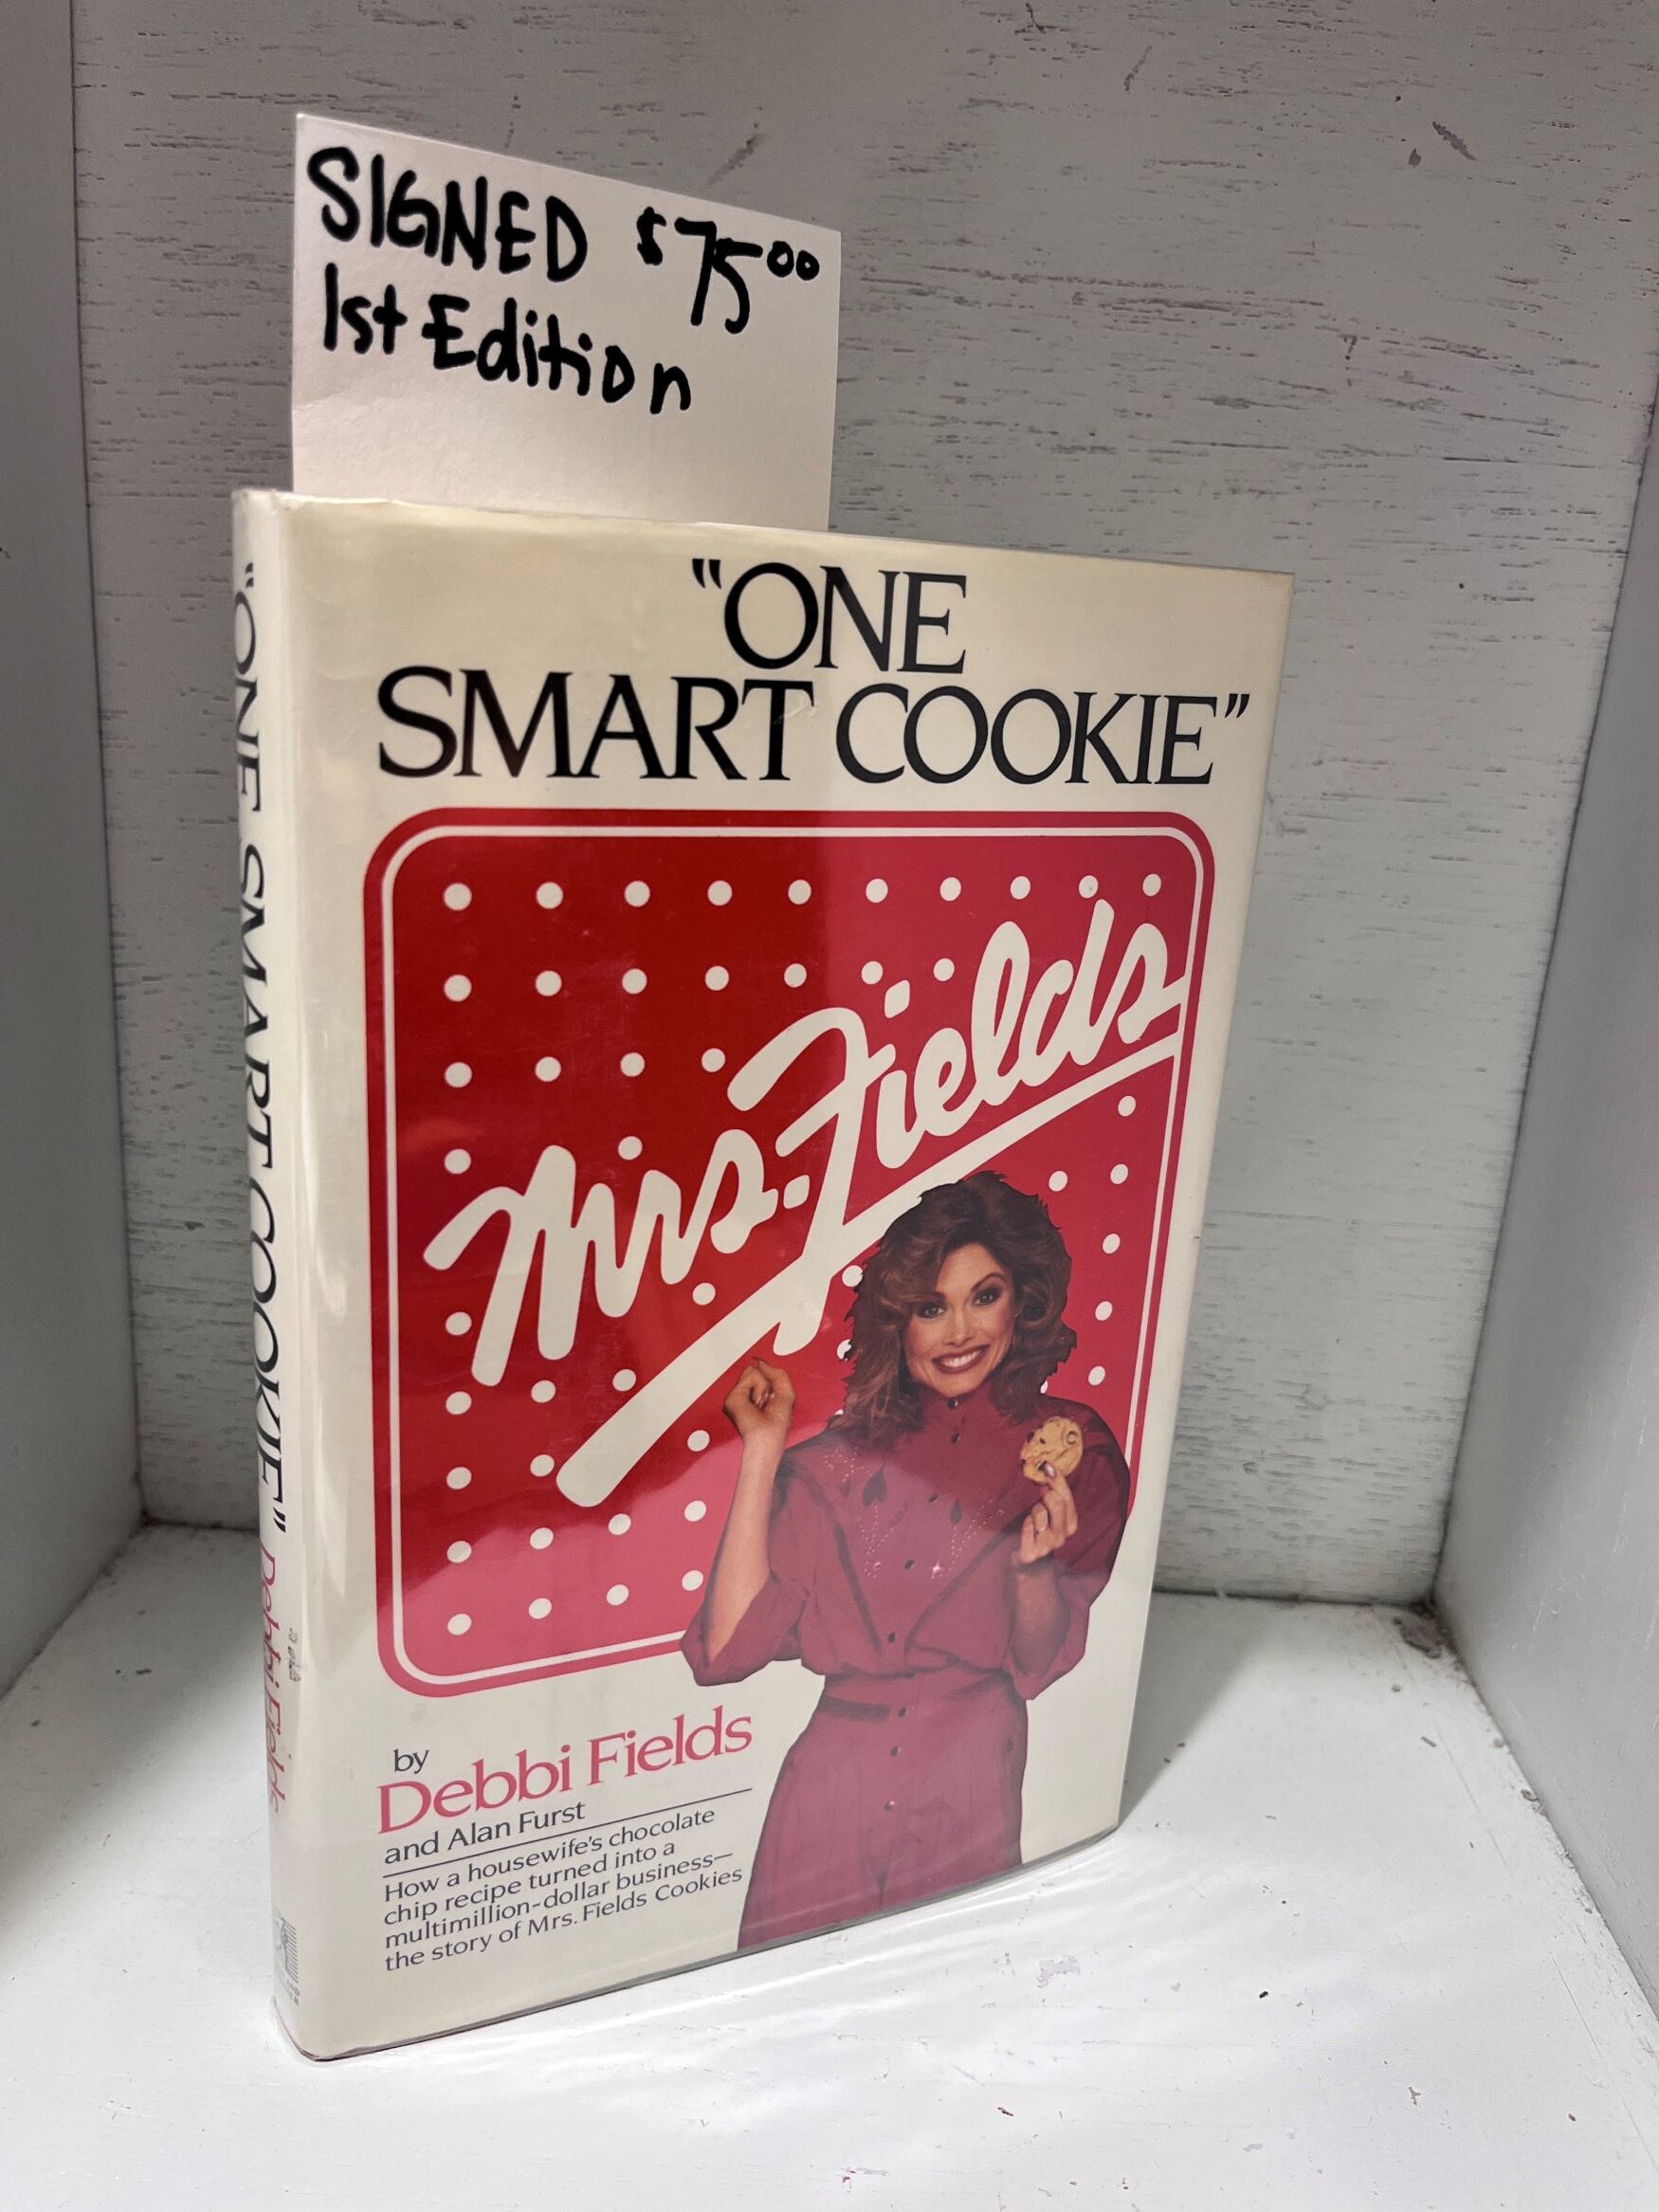 SIGNED $75.00
1st Edition
"ONE
SMART COOKIE"
Mrs. Fields
by
Debbi Fields
and Alan Furst
How a housewife's chocolate
chip recipe turned into a
multimillion-dollar business—
the story of Mrs. Fields Cookies
"ONE SMART COOKIE" Debbi Fields